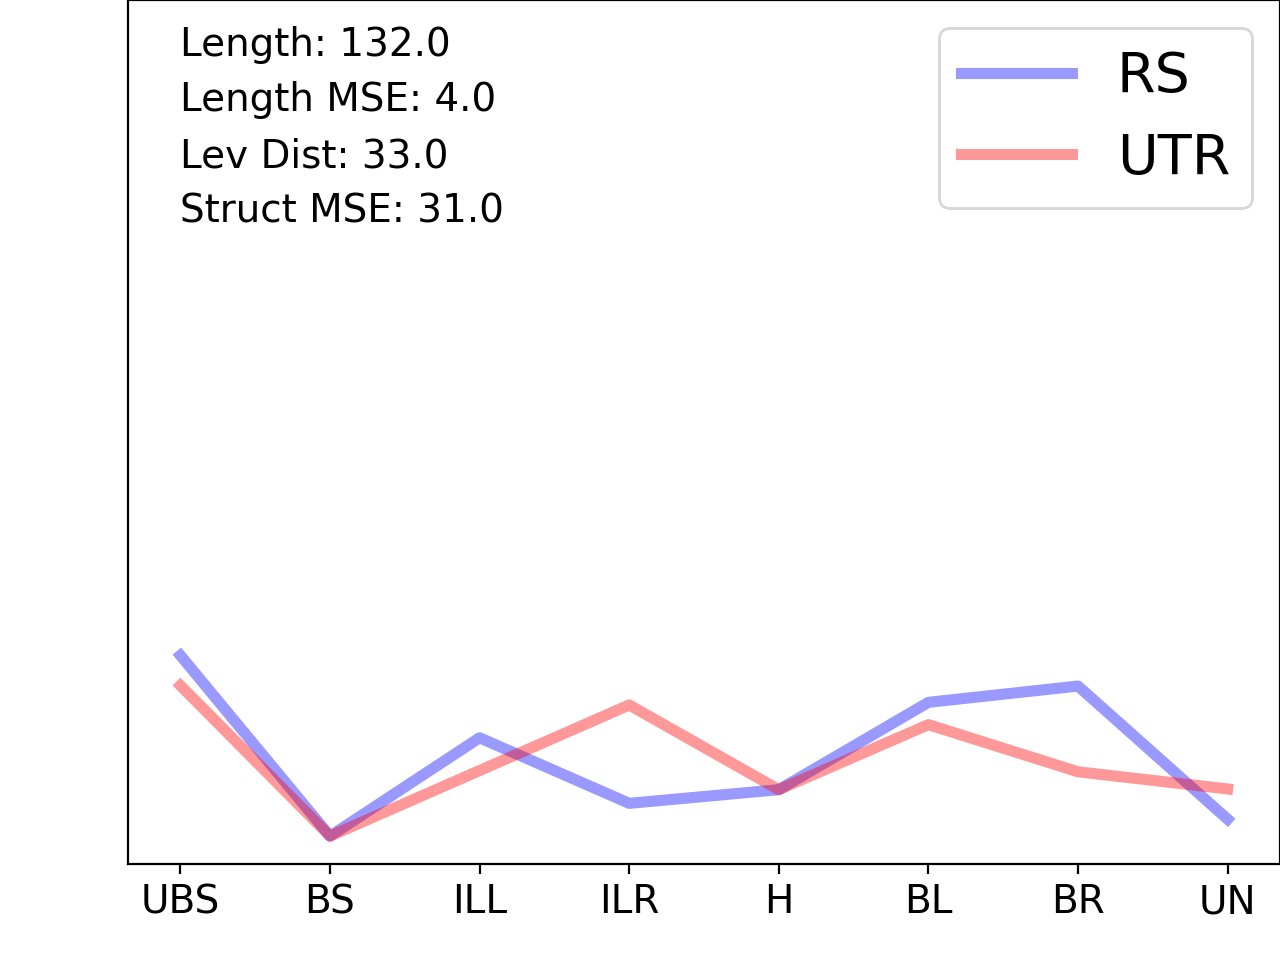 Length: 132.0
Length MSE: 4.0
Lev Dist: 33.0
Struct MSE: 31.0
RS
UTR
UBS BS ILL ILR H BL BR UN